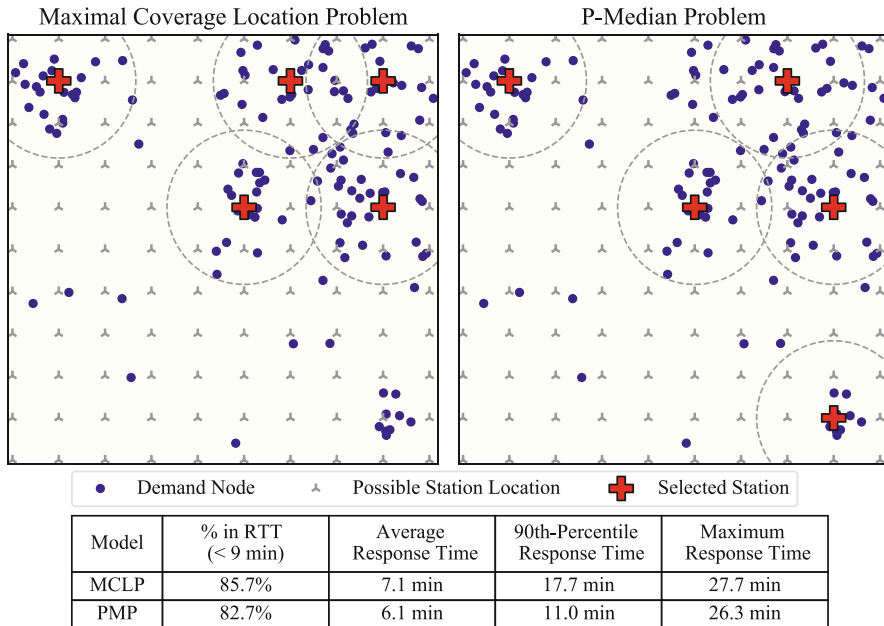 Maximal Coverage Location Problem
P-Median Problem
Demand Node
Possible Station Location
Selected Station
Model
% in RTT
(< 9 min)
Average
Response Time
90th-Percentile
Response Time
Maximum
Response Time
MCLP 85.7% 7.1 min 17.7 min 27.7 min
PMP 82.7% 6.1 min 11.0 min 26.3 min